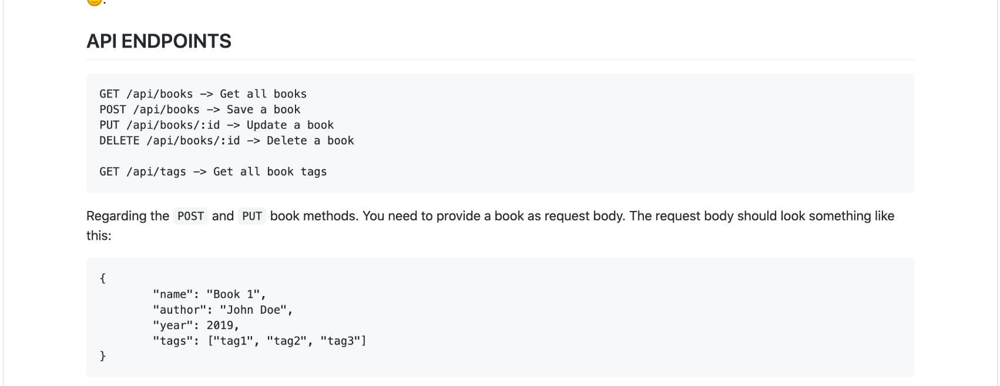 API ENDPOINTS
GET /api/books –> Get all books
POST /api/books –> Save a book
PUT /api/books/:id –> Update a book
DELETE /api/books/:id –> Delete a book
GET /api/tags –> Get all book tags
Regarding the POST and PUT book methods. You need to provide a book as request body. The request body should look something like
this:
{
        "name": "Book 1",
        "author": "John Doe",
        "year": 2019,
        "tags": ["tag1", "tag2", "tag3"]
}